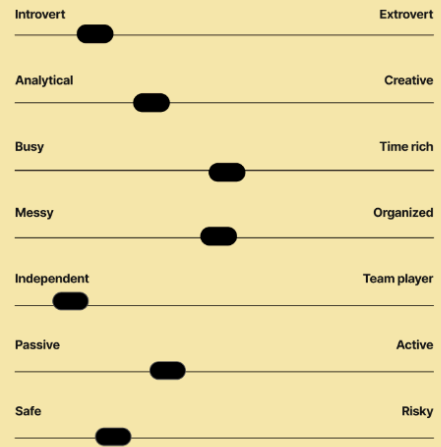 Introvert Extrovert
Analytical Creative
Busy Time rich
Messy Organized
Independent Team player
Passive Active
Safe Risky